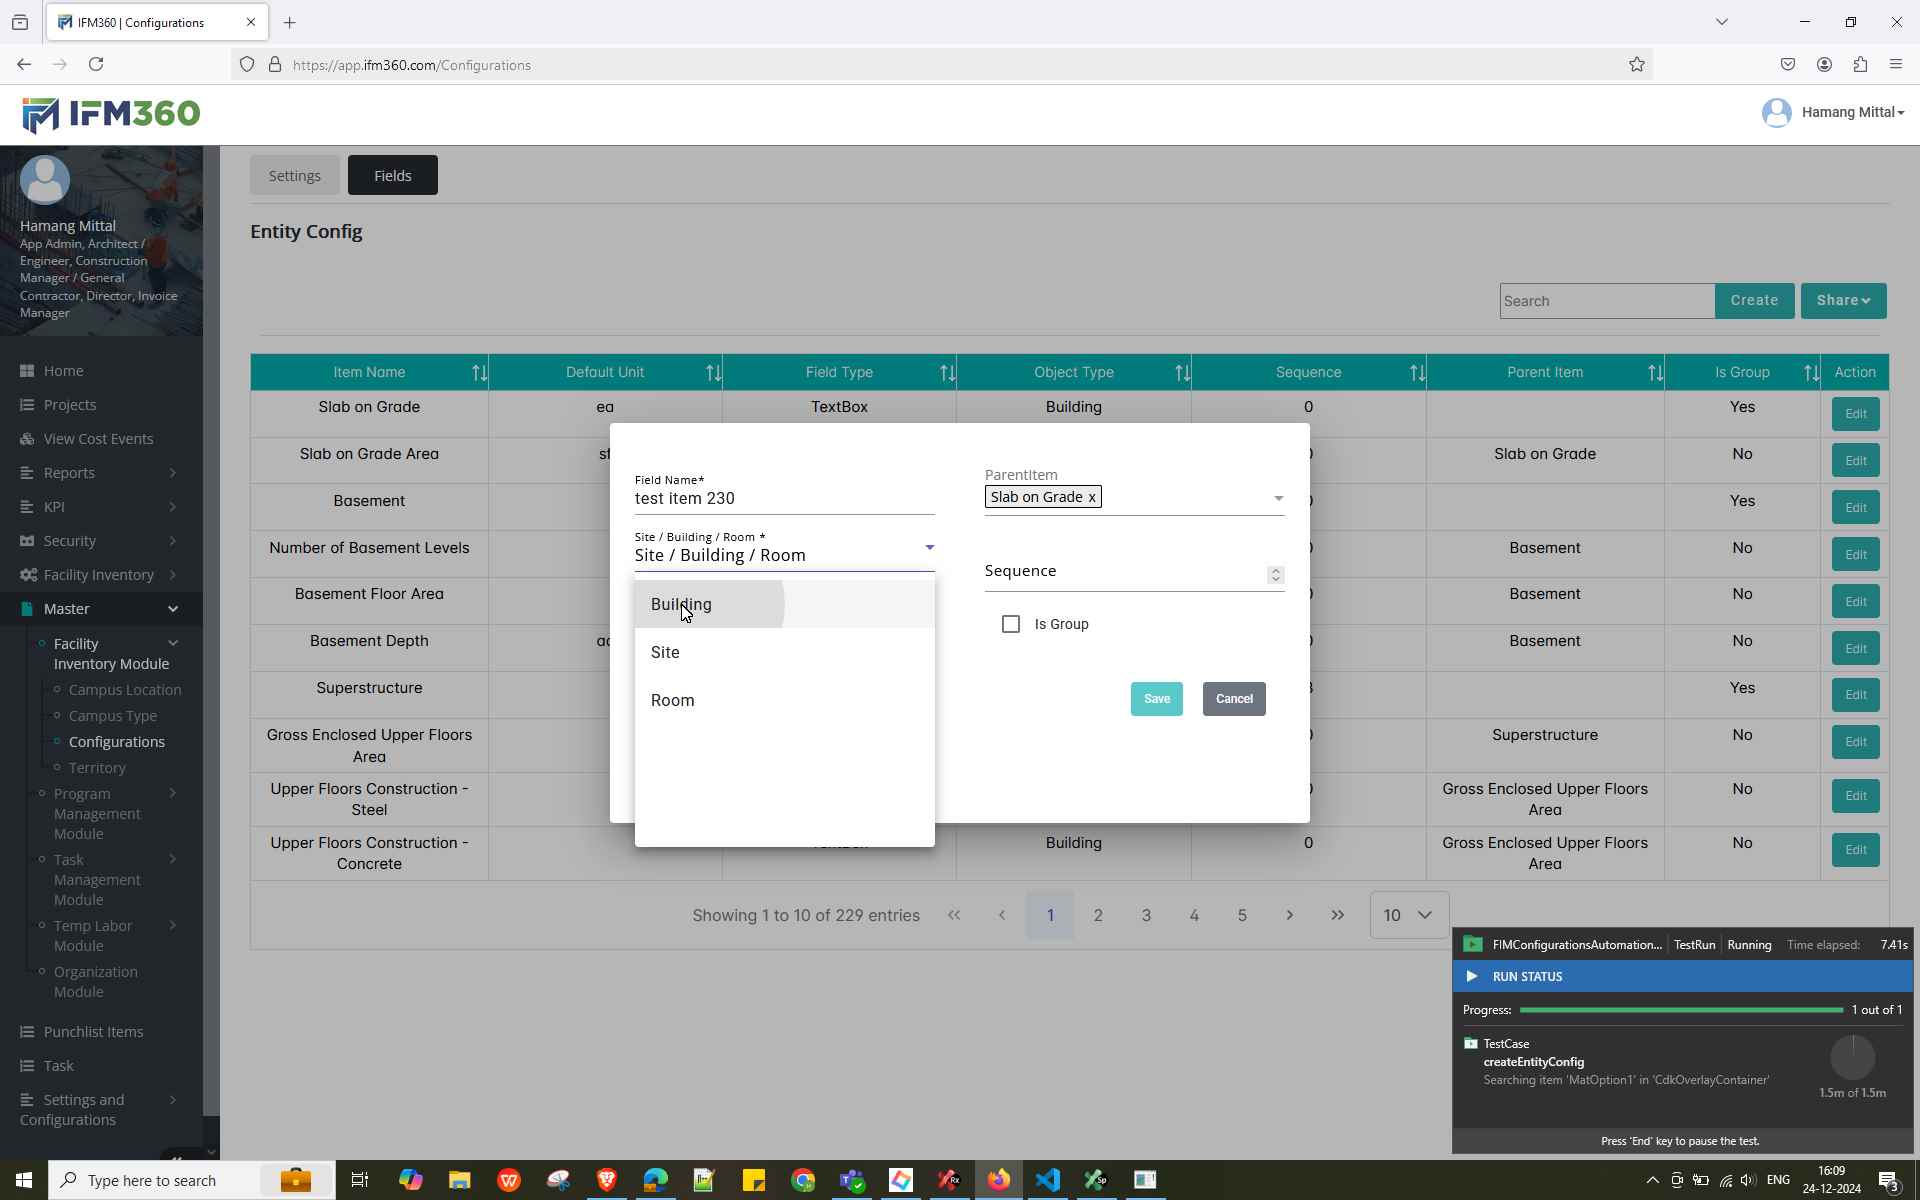 IFM360 | Configurations
https://app.ifm360.com/Configurations
IFM360
Hamang Mittal
Hamang Mittal
App Admin, Architect /
Engineer, Construction
Manager / General
Contractor, Director, Invoice
Manager
Home
Projects
View Cost Events
Reports
KPI
Security
Facility Inventory
Master
Facility
Inventory Module
Campus Location
Campus Type
Configurations
Territory
Program
Management
Module
Task
Management
Module
Temp Labor
Module
Organization
Module
Punchlist Items
Task
Settings and
Configurations
Settings
Fields
Entity Config
Search
Create
Share
Item Name Default Unit Field Type Object Type Sequence Parent Item Is Group Action
Slab on Grade ea TextBox Building 0 Yes Edit
Slab on Grade Area Slab on Grade No Edit
Basement Yes Edit
Number of Basement Levels Basement No Edit
Basement Floor Area Basement No Edit
Basement Depth Basement No Edit
Superstructure Yes Edit
Gross Enclosed Upper Floors Superstructure No Edit
Area
Upper Floors Construction - Gross Enclosed Upper Floors No Edit
Steel Area
Upper Floors Construction - Building 0 Gross Enclosed Upper Floors No Edit
Concrete Area
Showing 1 to 10 of 229 entries « ‹ 1 2 3 4 5 › » 10
Field Name*
test item 230
ParentItem
Slab on Grade x
Site / Building / Room *
Site / Building / Room
Building
Site
Room
Sequence
Is Group
Save
Cancel
FIMConfigurationsAutomation... TestRun Running Time elapsed: 7.41s
RUN STATUS
Progress: 1 out of 1
TestCase
createEntityConfig
Searching item 'MatOption1' in 'CdkOverlayContainer'
1.5m of 1.5m
Press 'End' key to pause the test.
Type here to search
ENG
16:09
24-12-2024
3